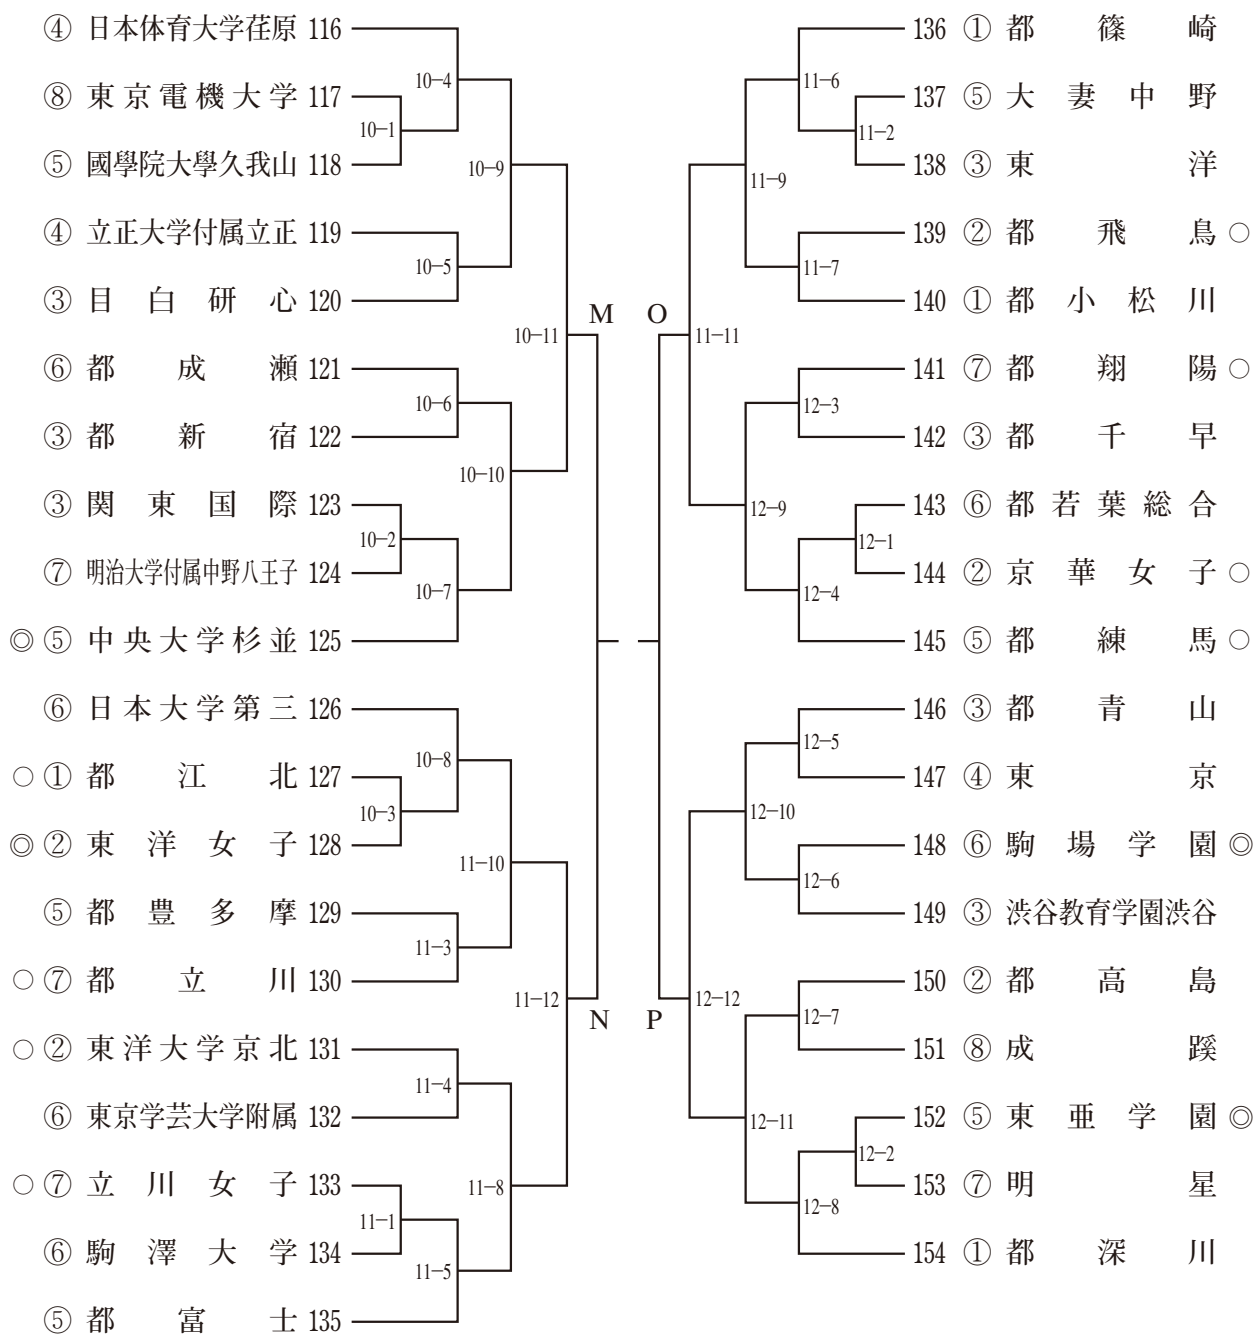 ④ 日本体育大学荏原 116
⑧ 東京電機大学 117
⑤ 國學院大學久我山 118
④ 立正大学付属立正 119
③ 目白研心 120
⑥ 都成瀬 121
③ 都新宿 122
③ 関東国際 123
⑦ 明治大学付属中野八王子 124
◎ ⑤ 中央大学杉並 125
⑥ 日本大学第三 126
○ ① 都江北 127
◎ ② 東洋女子 128
⑤ 都豊多摩 129
○ ⑦ 都立川 130
○ ② 東洋大学京北 131
⑥ 東京学芸大学附属 132
○ ⑦ 立川女子 133
⑥ 駒澤大学 134
⑤ 都富士 135
10-1
10-4
10-9
10-5
10-11
10-6
10-10
10-2
10-7
10-8
10-3
11-10
11-3
11-12
11-4
11-8
11-1
11-5
M
N
O
P
136 ① 都篠崎
137 ⑤ 大妻中野
138 ③ 東洋
139 ② 都飛鳥 ○
140 ① 都小松川
141 ⑦ 都翔陽 ○
142 ③ 都千早
143 ⑥ 都若葉総合
144 ② 京華女子 ○
145 ⑤ 都練馬 ○
146 ③ 都青山
147 ④ 東京
148 ⑥ 駒場学園 ◎
149 ③ 渋谷教育学園渋谷
150 ② 都高島
151 ⑧ 成蹊
152 ⑤ 東亜学園 ◎
153 ⑦ 明星
154 ① 都深川
11-6
11-2
11-9
11-7
11-11
12-3
12-9
12-1
12-4
12-5
12-10
12-6
12-12
12-7
12-11
12-2
12-8